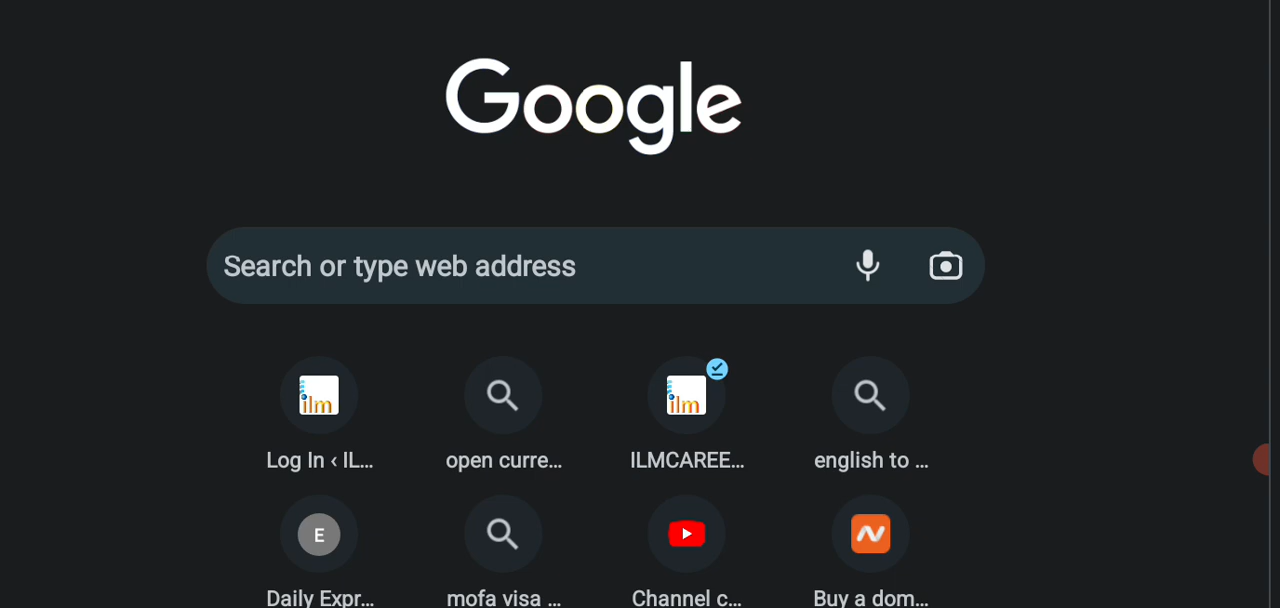 Google
Search or type web address
ilm
ilm
Log In ‹ IL...
open curre...
ILMCAREE...
english to ...
E
Daily Expr...
mofa visa ...
Channel c...
Buy a dom...